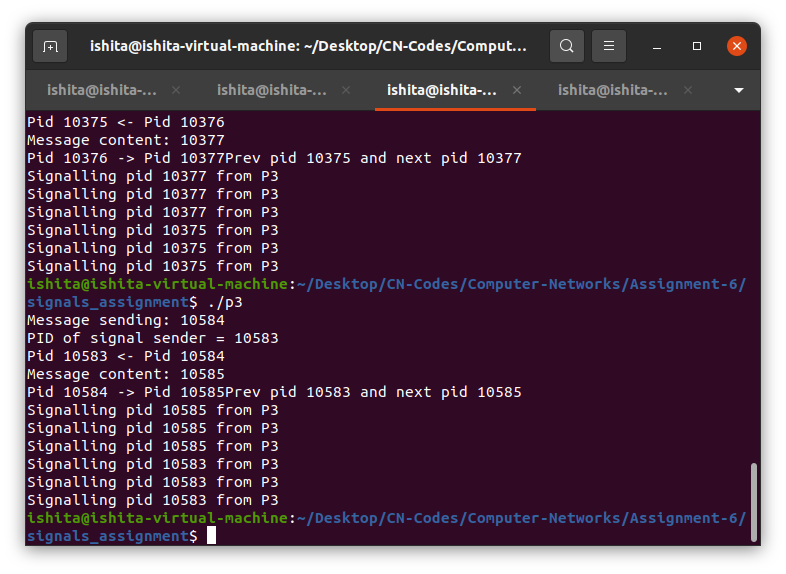 ishita@ishita-virtual-machine: ~/Desktop/CN-Codes/Comput...
ishita@ishita-... × ishita@ishita-... × ishita@ishita-... × ishita@ishita-... ×
Pid 10375 <- Pid 10376
Message content: 10377
Pid 10376 -> Pid 10377Prev pid 10375 and next pid 10377
Signalling pid 10377 from P3
Signalling pid 10377 from P3
Signalling pid 10377 from P3
Signalling pid 10375 from P3
Signalling pid 10375 from P3
Signalling pid 10375 from P3
ishita@ishita-virtual-machine:~/Desktop/CN-Codes/Computer-Networks/Assignment-6/
signals_assignment$ ./p3
Message sending: 10584
PID of signal sender = 10583
Pid 10583 <- Pid 10584
Message content: 10585
Pid 10584 -> Pid 10585Prev pid 10583 and next pid 10585
Signalling pid 10585 from P3
Signalling pid 10585 from P3
Signalling pid 10585 from P3
Signalling pid 10583 from P3
Signalling pid 10583 from P3
Signalling pid 10583 from P3
ishita@ishita-virtual-machine:~/Desktop/CN-Codes/Computer-Networks/Assignment-6/
signals_assignment$